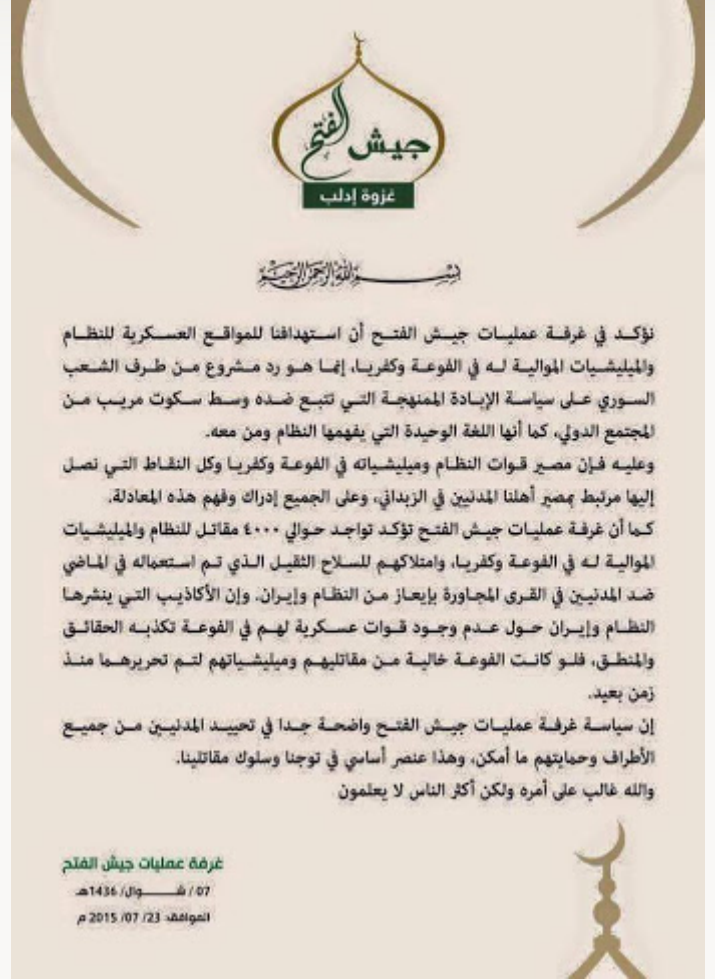 جيش الفتح
غزوة إدلب
بسم الله الرحمن الرحيم
نؤكد في غرفة عمليات جيش الفتح أن استهدافنا للمواقع العسكرية للنظام
والميليشيات الموالية له في الفوعة وكفريا، إنما هو رد مشروع من طرف الشعب
السوري على سياسة الإبادة الممنهجة التي تتبع ضده وسط سكوت مريب من
المجتمع الدولي، كما أنها اللغة الوحيدة التي يفهمها النظام ومن معه.
وعليه فإن مصير قوات النظام وميليشياته في الفوعة وكفريا وكل النقاط التي نصل
إليها مرتبط بمصير أهلنا المدنيين في الزبداني، وعلى الجميع إدراك وفهم هذه المعادلة.
كما أن غرفة عمليات جيش الفتح تؤكد تواجد حوالي ٤٠٠٠ مقاتل للنظام والميليشيات
الموالية له في الفوعة وكفريا، وامتلاكهم للسلاح الثقيل الذي تم استعماله في الماضي
ضد المدنيين في القرى المجاورة بإيعاز من النظام وإيران. وإن الأكاذيب التي ينشرها
النظام وإيران حول عدم وجود قوات عسكرية لهم في الفوعة تكذبه الحقائق
والمنطق، فلو كانت الفوعة خالية من مقاتليهم وميليشياتهم لتم تحريرهما منذ
زمن بعيد.
إن سياسة غرفة عمليات جيش الفتح واضحة جدا في تحييد المدنيين من جميع
الأطراف وحمايتهم ما أمكن، وهذا عنصر أساسي في توجنا وسلوك مقاتلينا.
والله غالب على أمره ولكن أكثر الناس لا يعلمون
غرفة عمليات جيش الفتح
07 / شوال/ 1436هـ
الموافق: 23/ 07/ 2015 م